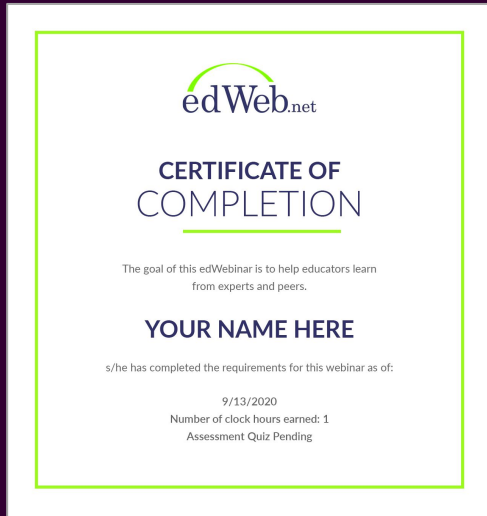 edWeb.net
CERTIFICATE OF
COMPLETION
The goal of this edWebinar is to help educators learn
from experts and peers.
YOUR NAME HERE
s/he has completed the requirements for this webinar as of:
9/13/2020
Number of clock hours earned: 1
Assessment Quiz Pending